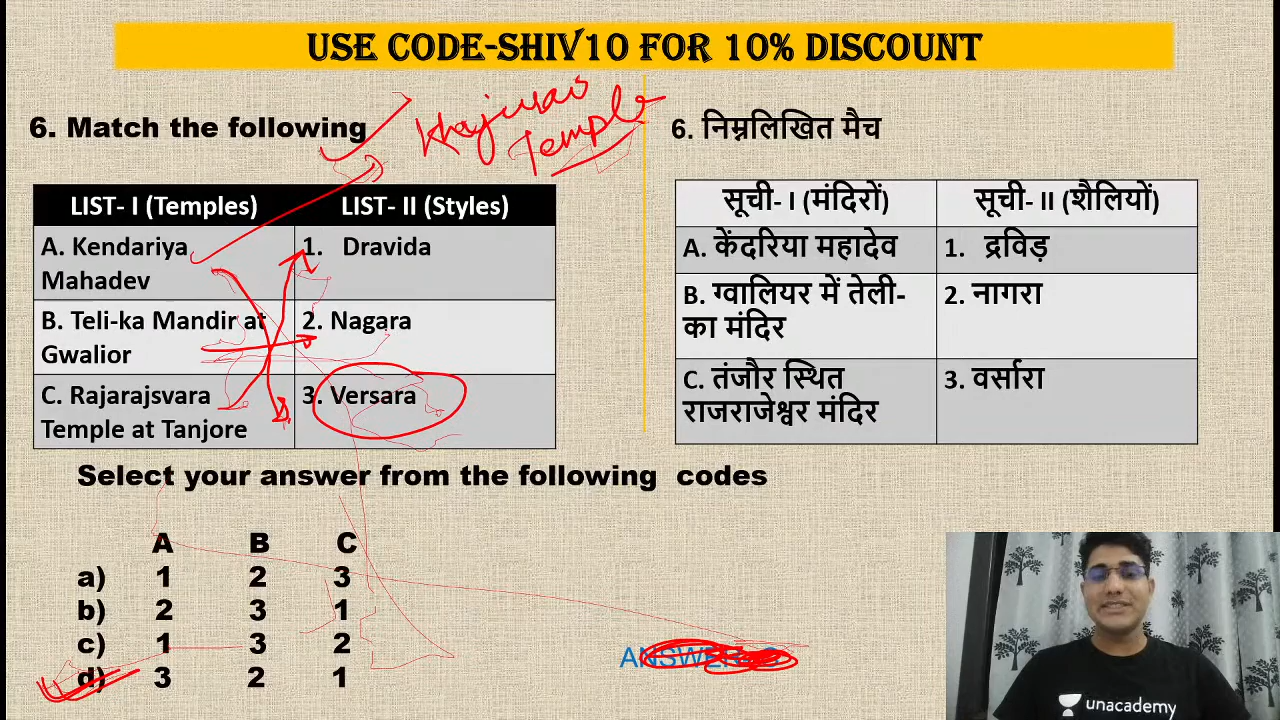 USE CODE-SHIV10 FOR 10% DISCOUNT
Khajurao
Temple
6. Match the following
LIST- I (Temples) LIST- II (Styles)
A. Kendariya
Mahadev
1. Dravida
B. Teli-ka Mandir at
Gwalior
2. Nagara
C. Rajarajsvara
Temple at Tanjore
3. Versara
6. निम्नलिखित मैच
सूची- I (मंदिरों) सूची- II (शैलियों)
A. केंदरिया महादेव 1. द्रविड़
B. ग्वालियर में तेली-
का मंदिर
2. नागरा
C. तंजौर स्थित
राजराजेश्वर मंदिर
3. वर्सारा
Select your answer from the following codes
A B C
a) 1 2 3
b) 2 3 1
c) 1 3 2
d) 3 2 1
ANSWER
unacademy